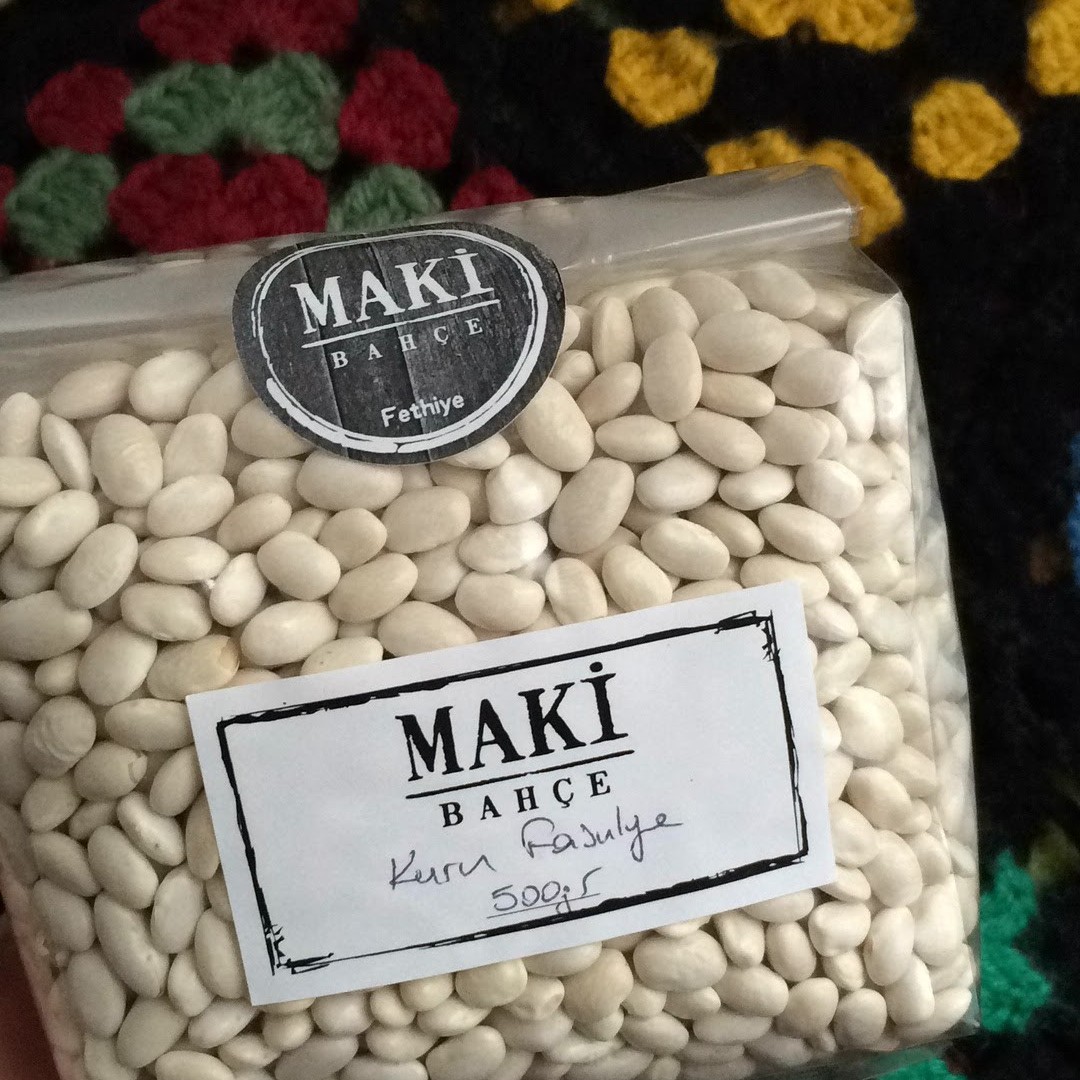 MAKİ
BAHÇE
Fethiye
MAKİ
BAHÇE
Kuru Fasulye
500gr